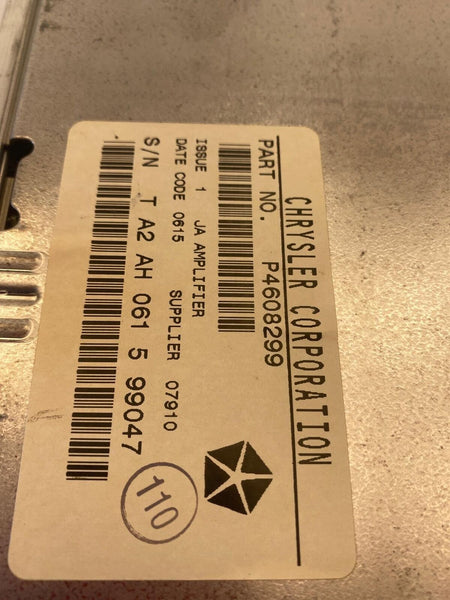 CHRYSLER CORPORATION
PART NO. P4608299
ISSUE 1 JA AMPLIFIER
DATE CODE 0615 SUPPLIER 07910
S/N T A2 AH 061 5 99047
110